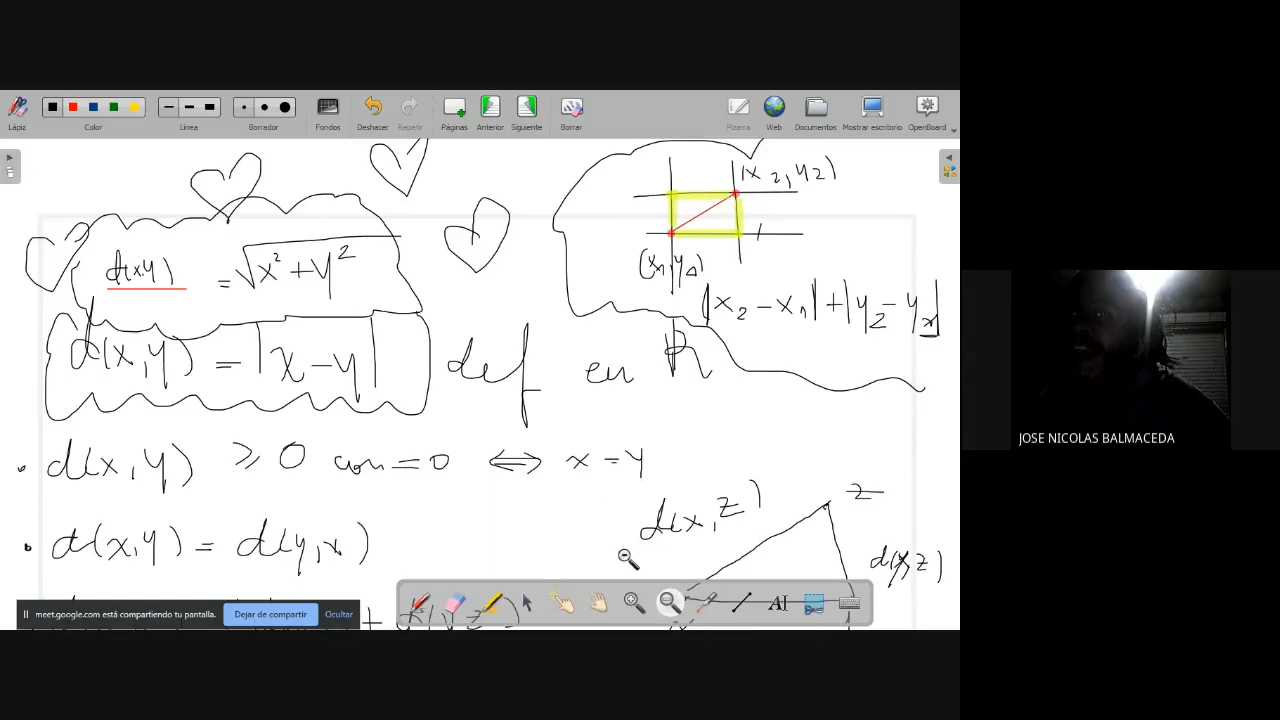 Lápiz Color Línea Borrador Fondos Deshacer Repetir Páginas Anterior Siguiente Borrar Pizarra Web Documentos Mostrar escritorio OpenBoard
(x2, y2)
d(x,y) = √x² + y²
(x1, y1)
|x2 - x1| + |y2 - y1|
d(x,y) = |x - y| def en R
d(x,y) ≥ 0 con = 0 ⟺ x = y
d(x,z) z
d(x,y) = d(y,x)
d(y,z)
AI
meet.google.com está compartiendo tu pantalla. Dejar de compartir Ocultar
JOSE NICOLAS BALMACEDA